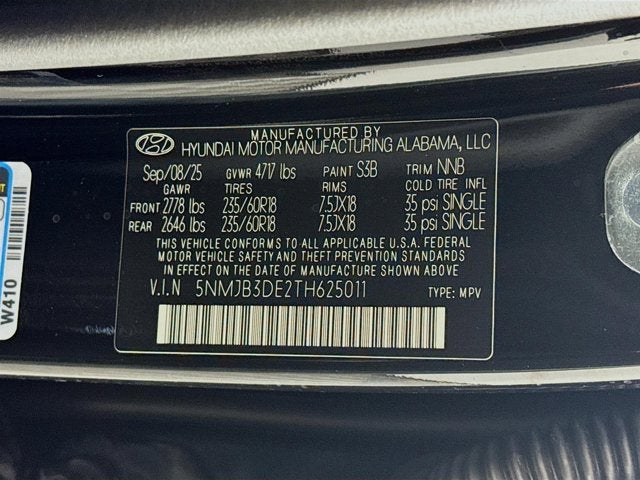 MANUFACTURED BY
HYUNDAI MOTOR MANUFACTURING ALABAMA, LLC
Sep/08/25 GVWR 4717 lbs PAINT S3B TRIM NNB
GAWR TIRES RIMS COLD TIRE INFL
FRONT 2778 lbs 235/60R18 7.5JX18 35 psi SINGLE
REAR 2646 lbs 235/60R18 7.5JX18 35 psi SINGLE
THIS VEHICLE CONFORMS TO ALL APPLICABLE U.S.A. FEDERAL
MOTOR VEHICLE SAFETY AND THEFT PREVENTION STANDARDS
IN EFFECT ON THE DATE OF MANUFACTURE SHOWN ABOVE.
V.I.N 5NMJB3DE2TH625011 TYPE: MPV
W410